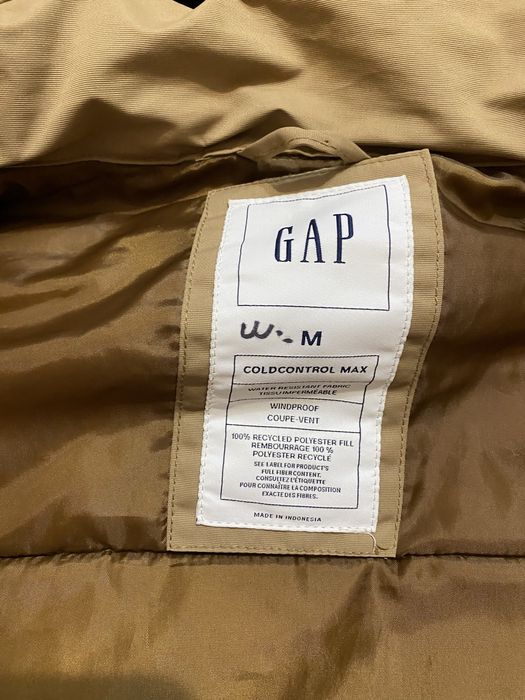 GAP
W.- M
COLDCONTROL MAX
WATER RESISTANT FABRIC
TISSU IMPERMÉABLE
WINDPROOF
COUPE-VENT
100% RECYCLED POLYESTER FILL
REMBOURRAGE 100 %
POLYESTER RECYCLÉ
SEE LABEL FOR PRODUCT'S
FULL FIBER CONTENT.
CONSULTEZ L'ÉTIQUETTE
POUR CONNAÎTRE LA COMPOSITION
EXACTE DES FIBRES.
MADE IN INDONESIA